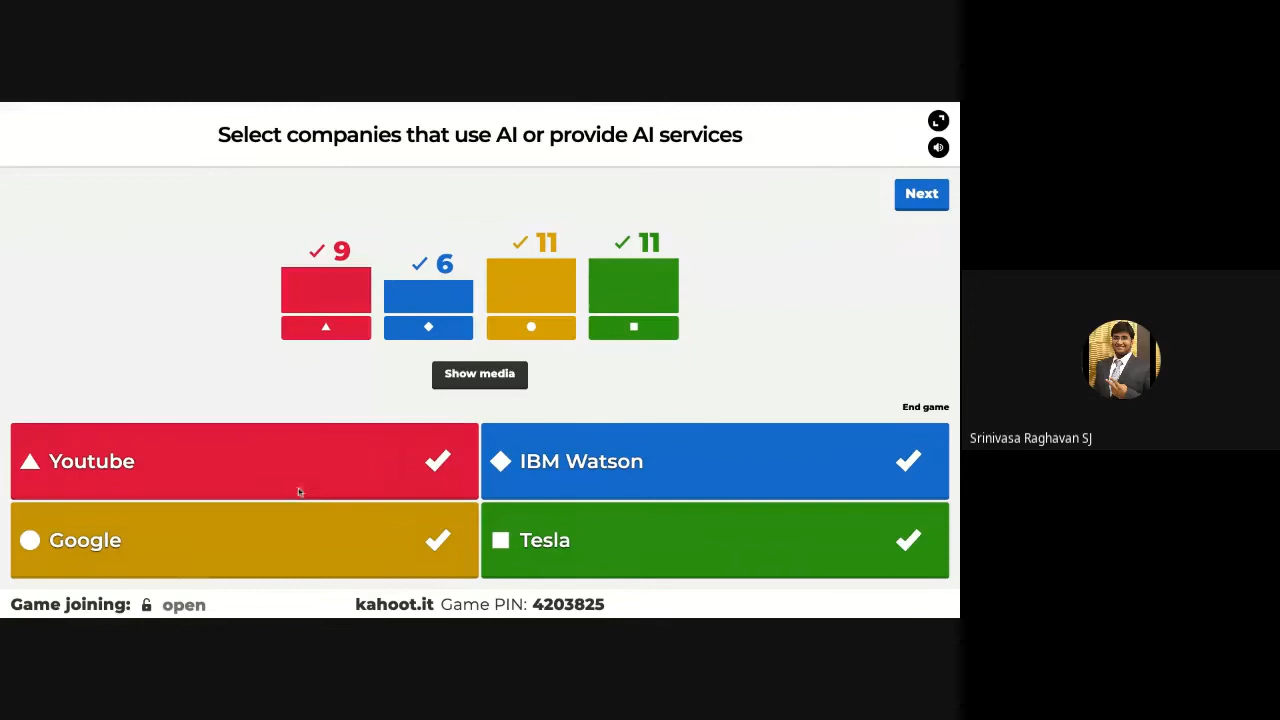 Select companies that use AI or provide AI services
Next
9
6
11
11
Show media
End game
Youtube
IBM Watson
Google
Tesla
Srinivasa Raghavan SJ
Game joining: open
kahoot.it Game PIN: 4203825